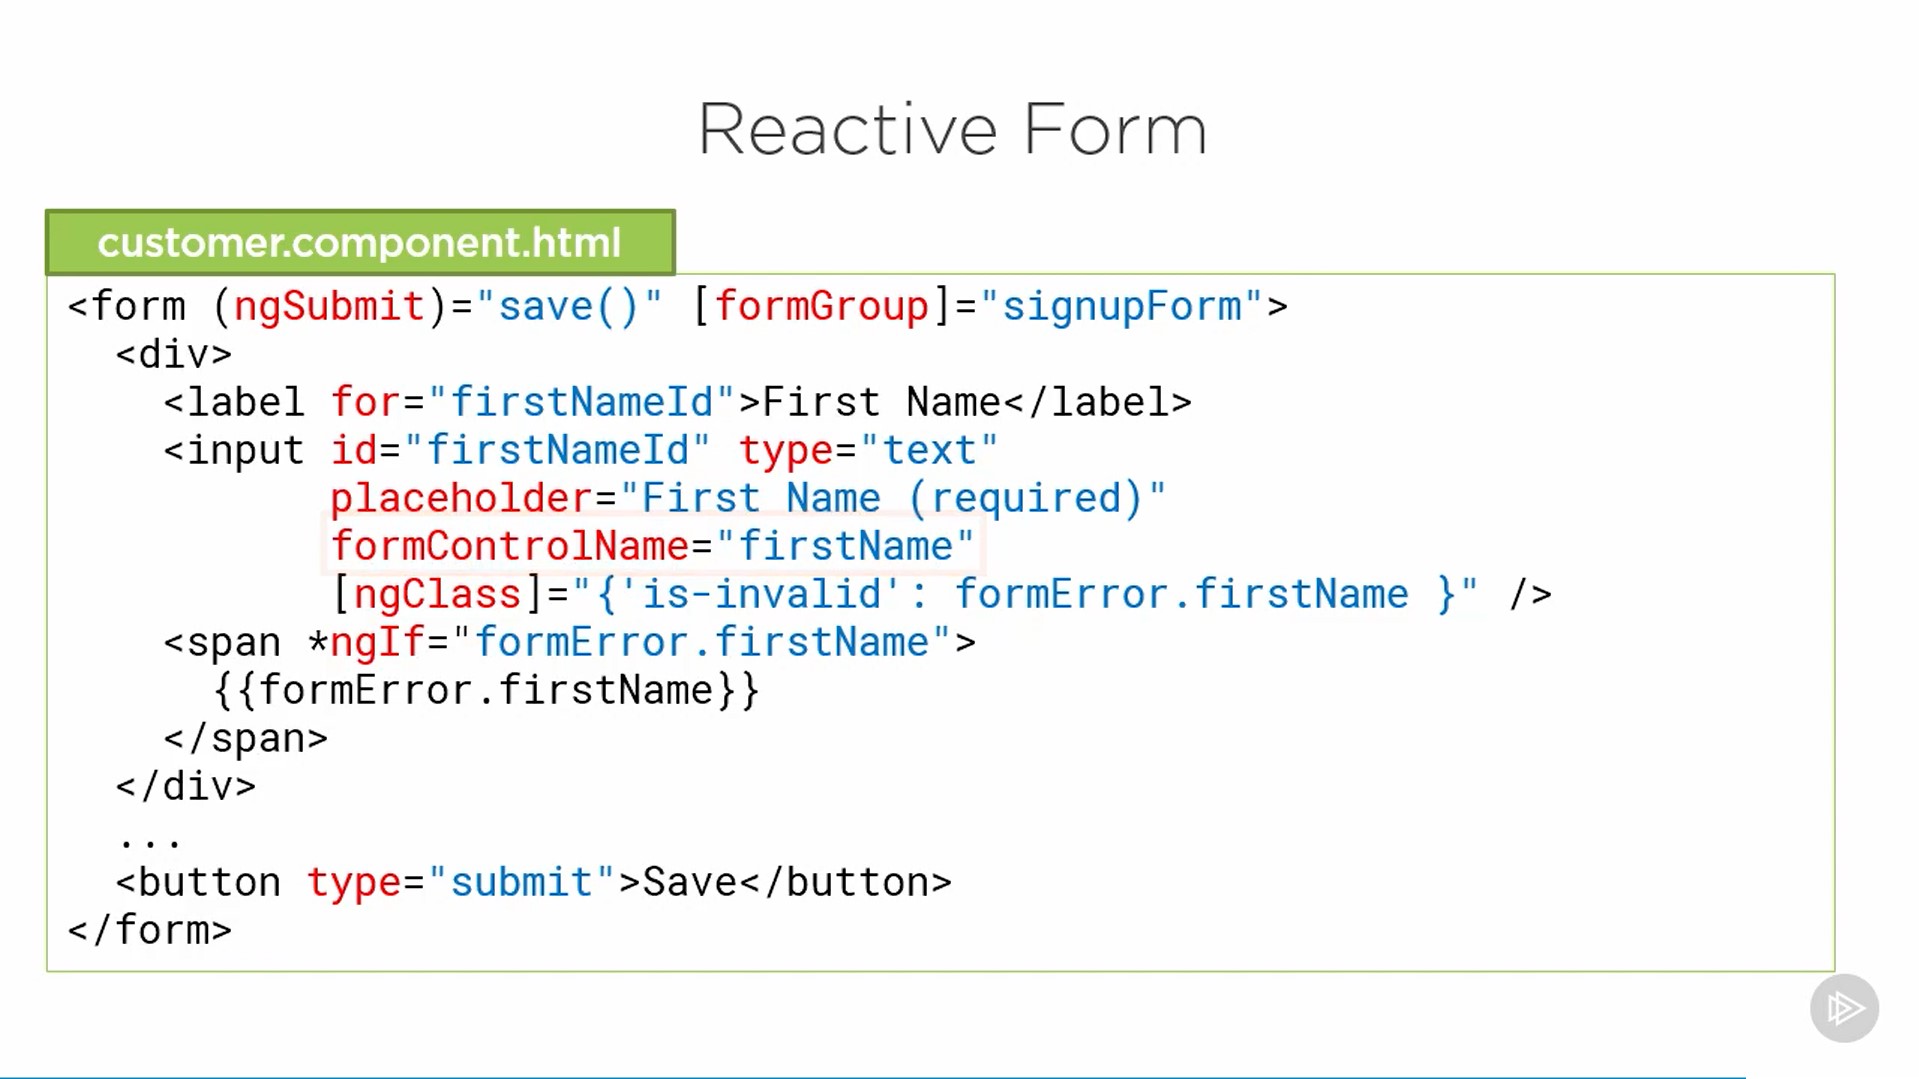 Reactive Form
customer.component.html
<form (ngSubmit)="save()" [formGroup]="signupForm">
<div>
<label for="firstNameId">First Name</label>
<input id="firstNameId" type="text"
placeholder="First Name (required)"
formControlName="firstName"
[ngClass]="{'is-invalid': formError.firstName }" />
<span *ngIf="formError.firstName">
{{formError.firstName}}
</span>
</div>
...
<button type="submit">Save</button>
</form>